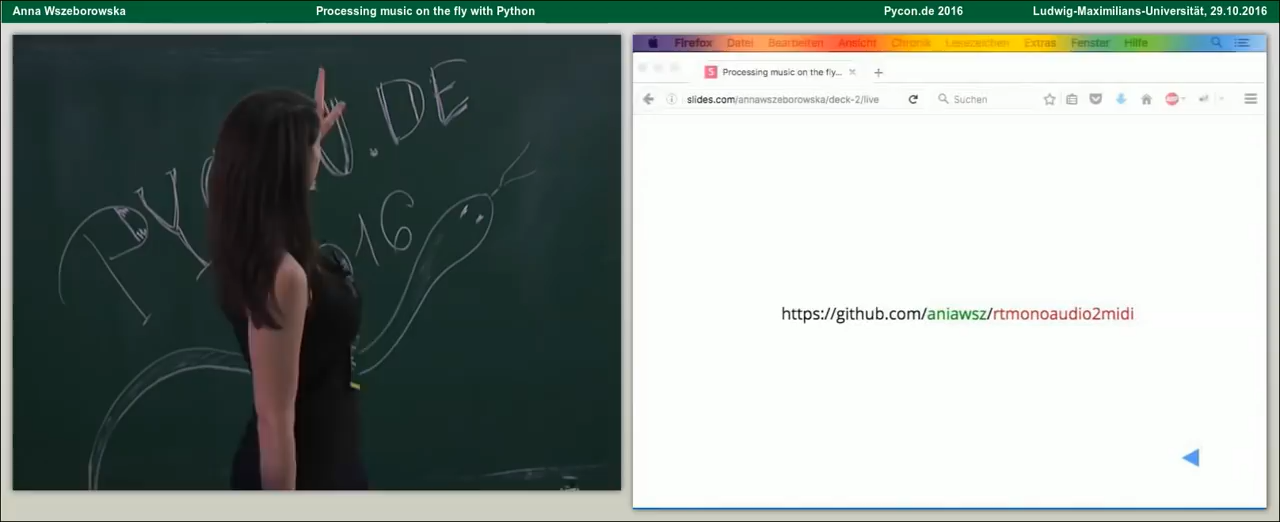 Anna Wszeborowska
Processing music on the fly with Python
Pycon.de 2016
Ludwig-Maximilians-Universität, 29.10.2016
.DE
16
Firefox Datei Bearbeiten Ansicht Chronik Lesezeichen Extras Fenster Hilfe
Processing music on the fly...
slides.com/annawszeborowska/deck-2/live
Suchen
https://github.com/aniawsz/rtmonoaudio2midi